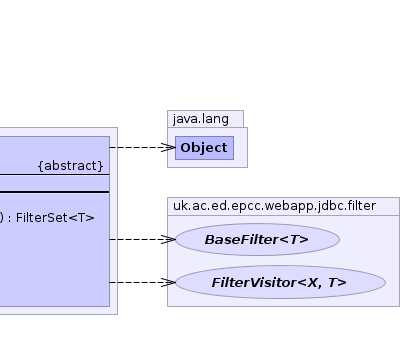 java.lang
Object
{abstract}
uk.ac.ed.epcc.webapp.jdbc.filter
) : FilterSet<T>
BaseFilter<T>
FilterVisitor<X, T>